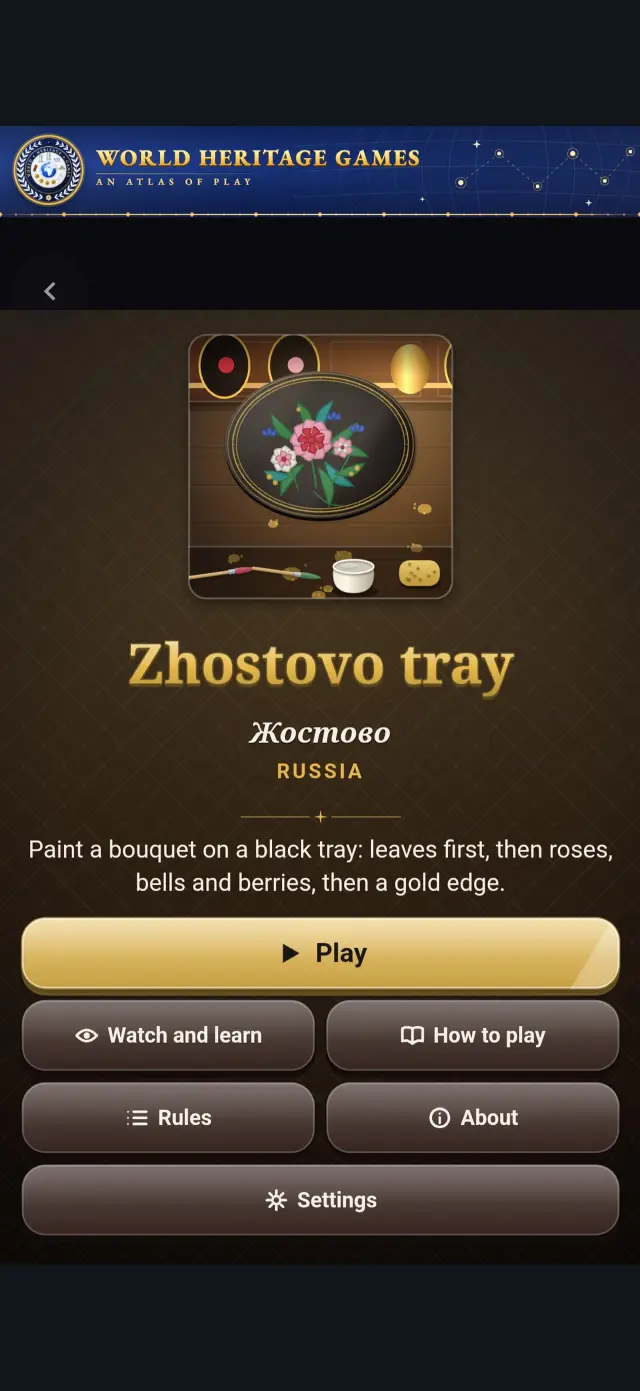 WORLD HERITAGE GAMES
AN ATLAS OF PLAY
Zhostovo tray
Жостово
RUSSIA
Paint a bouquet on a black tray: leaves first, then roses,
bells and berries, then a gold edge.
Play
Watch and learn
How to play
Rules
About
Settings